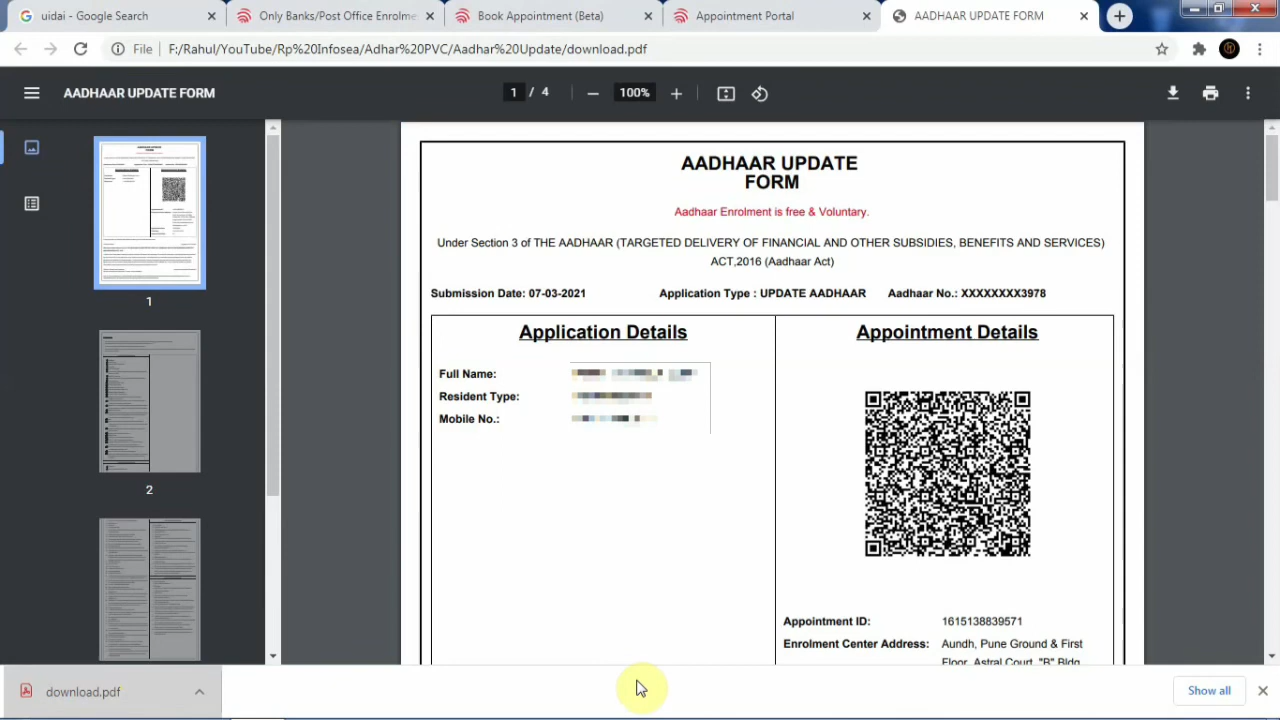 uidai - Google Search
Only Banks/Post Office Enrolme
Book Appointment (Beta)
Appointment Portal
AADHAAR UPDATE FORM
File
F:/Rahul/YouTube/Rp%20Infosea/Adhar%20PVC/Aadhar%20Update/download.pdf
AADHAAR UPDATE FORM
1 / 4
100%
1
2
AADHAAR UPDATE
FORM
Aadhaar Enrolment is free & Voluntary.
Under Section 3 of THE AADHAAR (TARGETED DELIVERY OF FINANCIAL AND OTHER SUBSIDIES, BENEFITS AND SERVICES)
ACT,2016 (Aadhaar Act)
Submission Date: 07-03-2021 Application Type : UPDATE AADHAAR Aadhaar No.: XXXXXXXX3978
Application Details
Full Name:
Resident Type:
Mobile No.:
Appointment Details
Appointment ID: 1615138839571
Enrolment Center Address: Aundh, Pune Ground & First
Floor, Astral Court, "B" Bldg
download.pdf
Show all